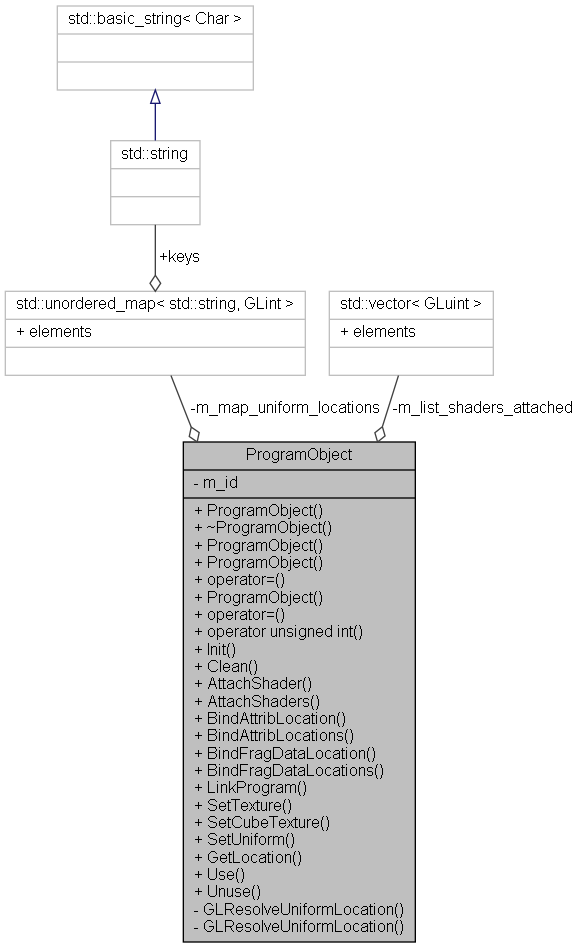 std::basic_string< Char >
std::string
+keys
std::unordered_map< std::string, GLint >
+ elements
std::vector< GLuint >
+ elements
-m_map_uniform_locations
-m_list_shaders_attached
ProgramObject
- m_id
+ ProgramObject()
+ ~ProgramObject()
+ ProgramObject()
+ ProgramObject()
+ operator=()
+ ProgramObject()
+ operator=()
+ operator unsigned int()
+ Init()
+ Clean()
+ AttachShader()
+ AttachShaders()
+ BindAttribLocation()
+ BindAttribLocations()
+ BindFragDataLocation()
+ BindFragDataLocations()
+ LinkProgram()
+ SetTexture()
+ SetCubeTexture()
+ SetUniform()
+ GetLocation()
+ Use()
+ Unuse()
- GLResolveUniformLocation()
- GLResolveUniformLocation()